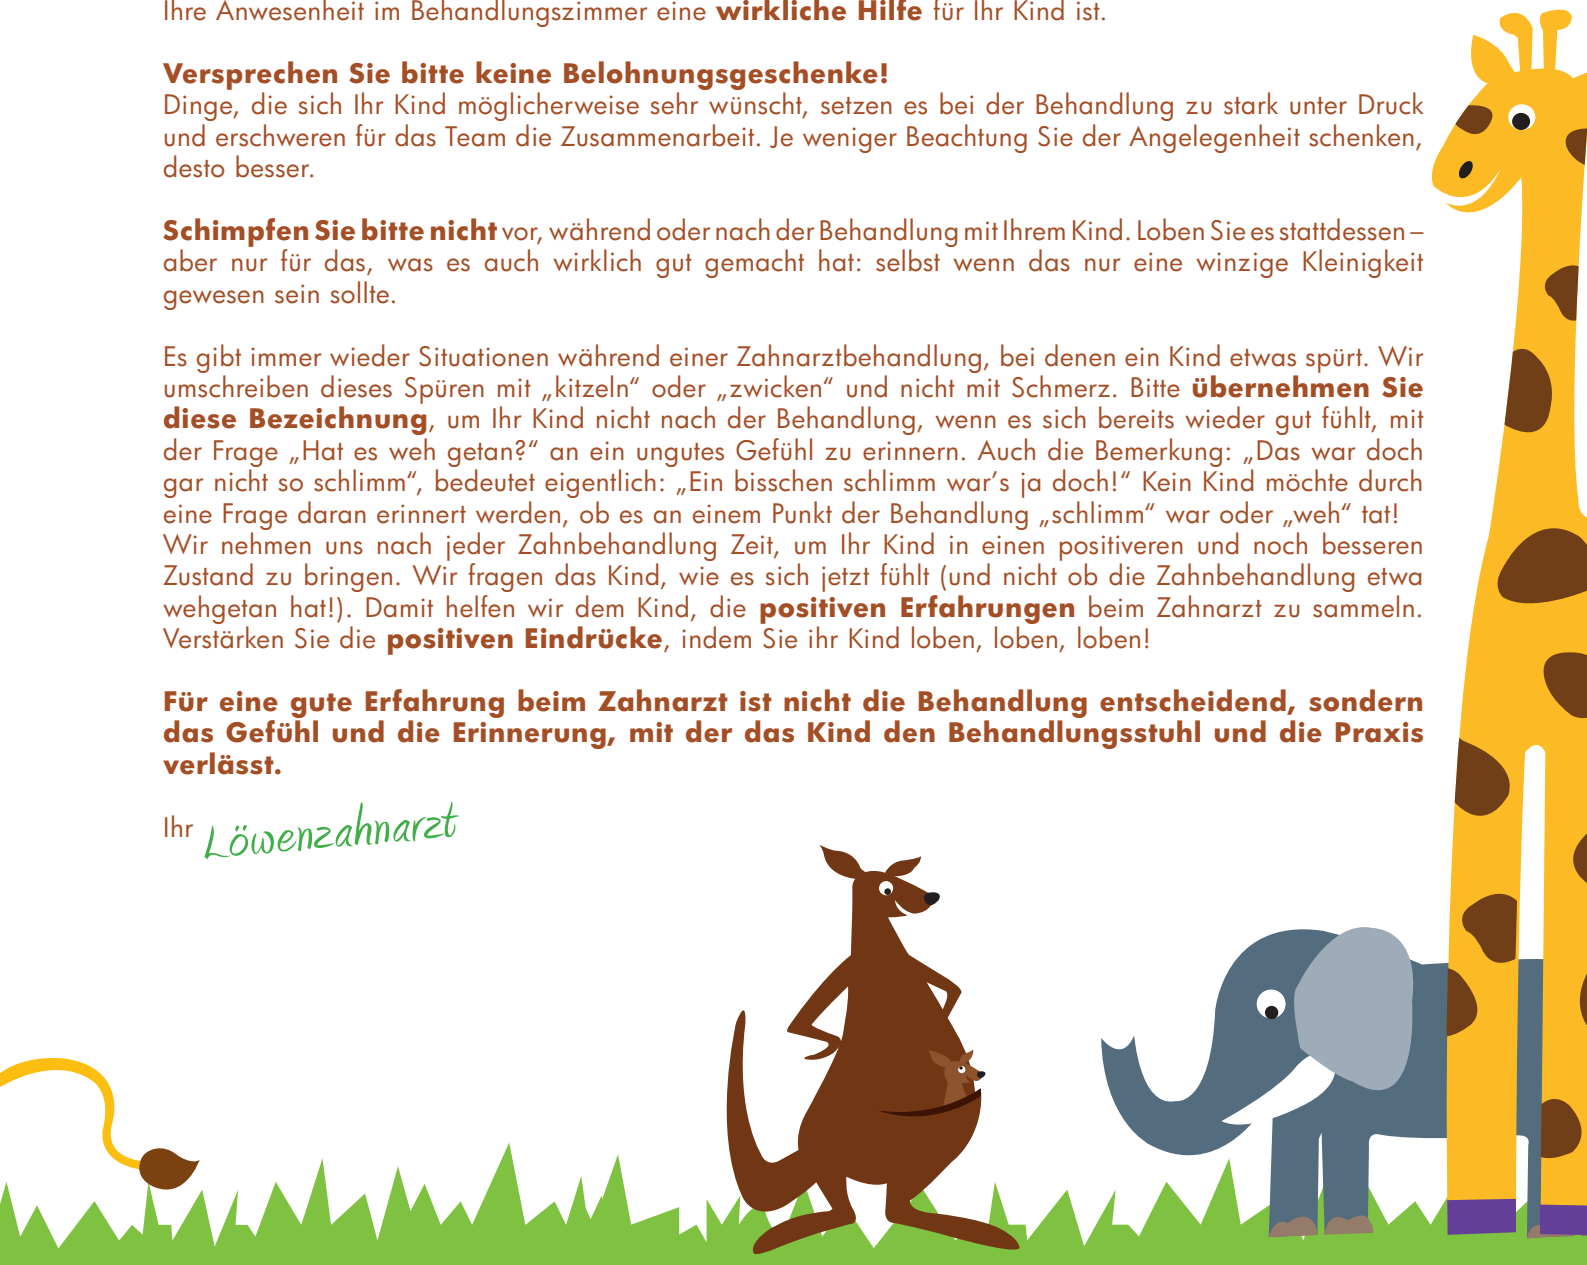 Ihre Anwesenheit im Behandlungszimmer eine wirkliche Hilfe für Ihr Kind ist.
Versprechen Sie bitte keine Belohnungsgeschenke!
Dinge, die sich Ihr Kind möglicherweise sehr wünscht, setzen es bei der Behandlung zu stark unter Druck
und erschweren für das Team die Zusammenarbeit. Je weniger Beachtung Sie der Angelegenheit schenken,
desto besser.
Schimpfen Sie bitte nicht vor, während oder nach der Behandlung mit Ihrem Kind. Loben Sie es stattdessen –
aber nur für das, was es auch wirklich gut gemacht hat: selbst wenn das nur eine winzige Kleinigkeit
gewesen sein sollte.
Es gibt immer wieder Situationen während einer Zahnarztbehandlung, bei denen ein Kind etwas spürt. Wir
umschreiben dieses Spüren mit „kitzeln“ oder „zwicken“ und nicht mit Schmerz. Bitte übernehmen Sie
diese Bezeichnung, um Ihr Kind nicht nach der Behandlung, wenn es sich bereits wieder gut fühlt, mit
der Frage „Hat es weh getan?“ an ein ungutes Gefühl zu erinnern. Auch die Bemerkung: „Das war doch
gar nicht so schlimm“, bedeutet eigentlich: „Ein bisschen schlimm war’s ja doch!“ Kein Kind möchte durch
eine Frage daran erinnert werden, ob es an einem Punkt der Behandlung „schlimm“ war oder „weh“ tat!
Wir nehmen uns nach jeder Zahnbehandlung Zeit, um Ihr Kind in einen positiveren und noch besseren
Zustand zu bringen. Wir fragen das Kind, wie es sich jetzt fühlt (und nicht ob die Zahnbehandlung etwa
wehgetan hat!). Damit helfen wir dem Kind, die positiven Erfahrungen beim Zahnarzt zu sammeln.
Verstärken Sie die positiven Eindrücke, indem Sie ihr Kind loben, loben, loben!
Für eine gute Erfahrung beim Zahnarzt ist nicht die Behandlung entscheidend, sondern
das Gefühl und die Erinnerung, mit der das Kind den Behandlungsstuhl und die Praxis
verlässt.
Ihr Löwenzahnarzt